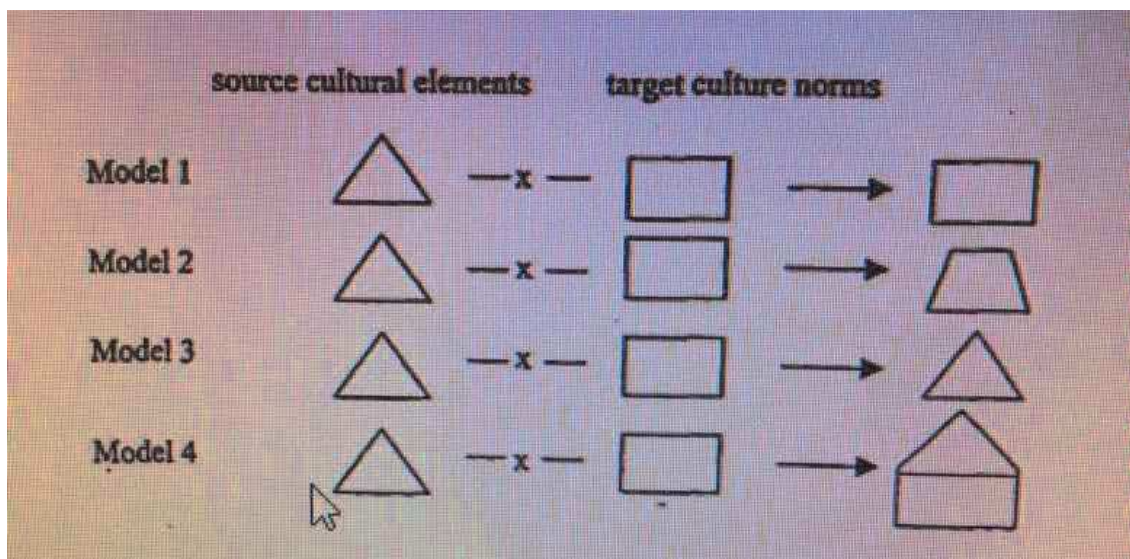 source cultural elements target culture norms
Model 1 x
Model 2 x
Model 3 x
Model 4 x